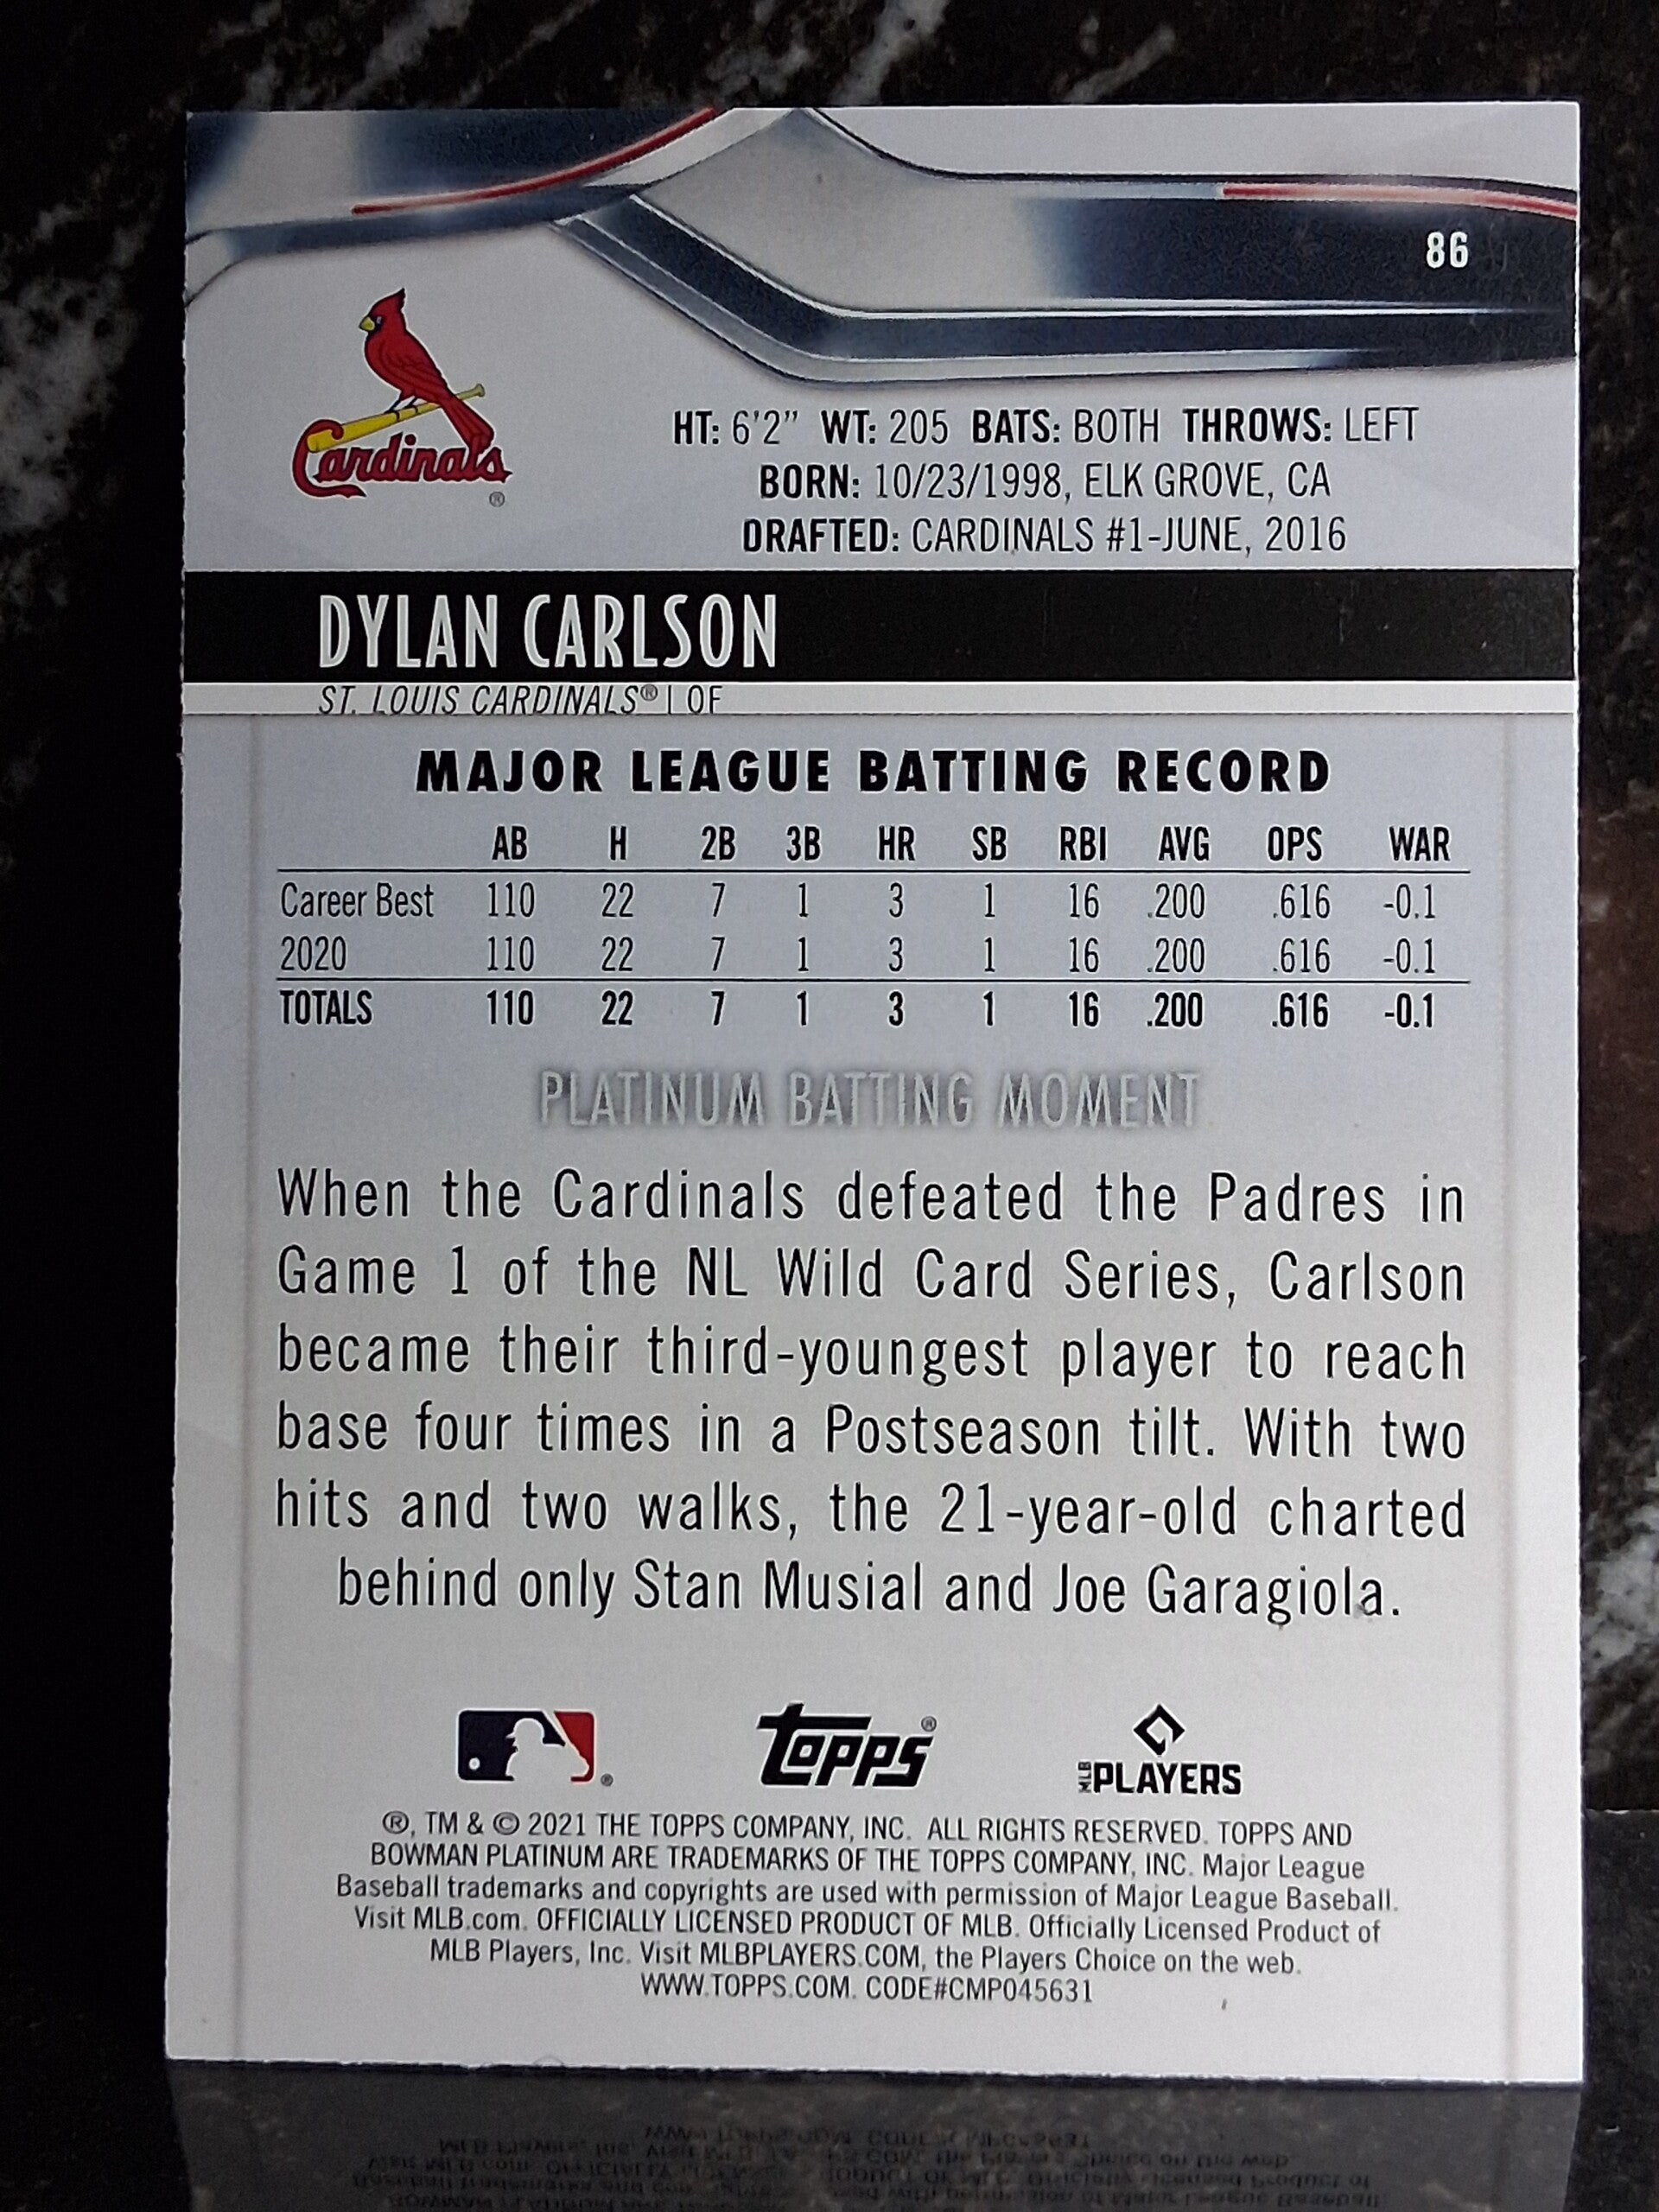 86
Cardinals®
HT: 6'2” WT: 205 BATS: BOTH THROWS: LEFT
BORN: 10/23/1998, ELK GROVE, CA
DRAFTED: CARDINALS #1-JUNE, 2016
DYLAN CARLSON
ST. LOUIS CARDINALS® | OF
MAJOR LEAGUE BATTING RECORD
AB H 2B 3B HR SB RBI AVG OPS WAR
Career Best 110 22 7 1 3 1 16 .200 .616 -0.1
2020 110 22 7 1 3 1 16 .200 .616 -0.1
TOTALS 110 22 7 1 3 1 16 .200 .616 -0.1
PLATINUM BATTING MOMENT
When the Cardinals defeated the Padres in
Game 1 of the NL Wild Card Series, Carlson
became their third-youngest player to reach
base four times in a Postseason tilt. With two
hits and two walks, the 21-year-old charted
behind only Stan Musial and Joe Garagiola.
®
Topps®
MLB PLAYERS
®, TM & © 2021 THE TOPPS COMPANY, INC. ALL RIGHTS RESERVED. TOPPS AND
BOWMAN PLATINUM ARE TRADEMARKS OF THE TOPPS COMPANY, INC. Major League
Baseball trademarks and copyrights are used with permission of Major League Baseball.
Visit MLB.com. OFFICIALLY LICENSED PRODUCT OF MLB. Officially Licensed Product of
MLB Players, Inc. Visit MLBPLAYERS.COM, the Players Choice on the web.
WWW.TOPPS.COM. CODE#CMP045631